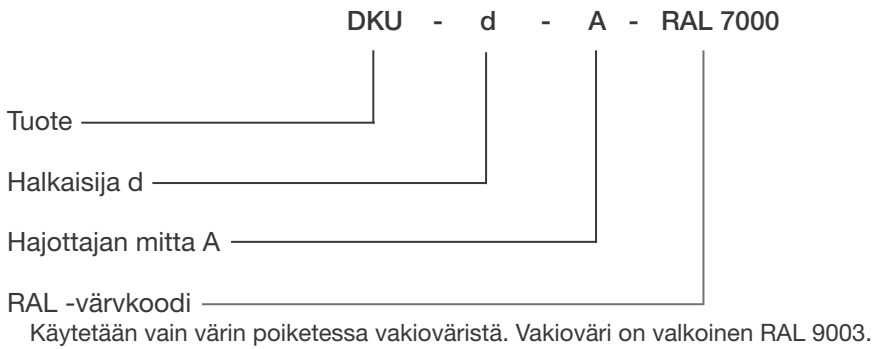 DKU - d - A - RAL 7000
Tuote
Halkaisija d
Hajottajan mitta A
RAL -värvkoodi
Käytetään vain värin poiketessa vakioväristä. Vakioväri on valkoinen RAL 9003.